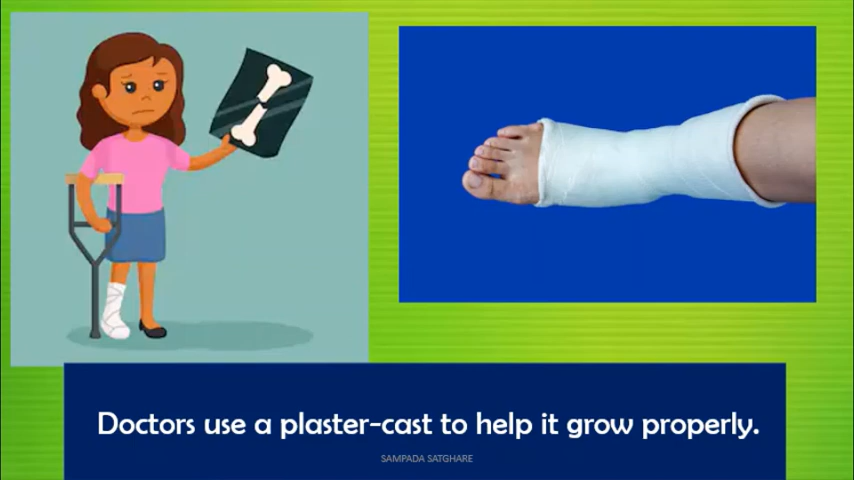 Doctors use a plaster-cast to help it grow properly.
SAMPADA SATGHARE